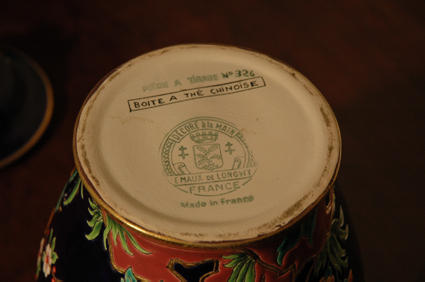 PIÈCE A TIRAGE Nº 326
BOITE A THÉ CHINOISE
DÉCORÉ à la MAIN
EMAUX DE LONGWY
FRANCE
Made in France